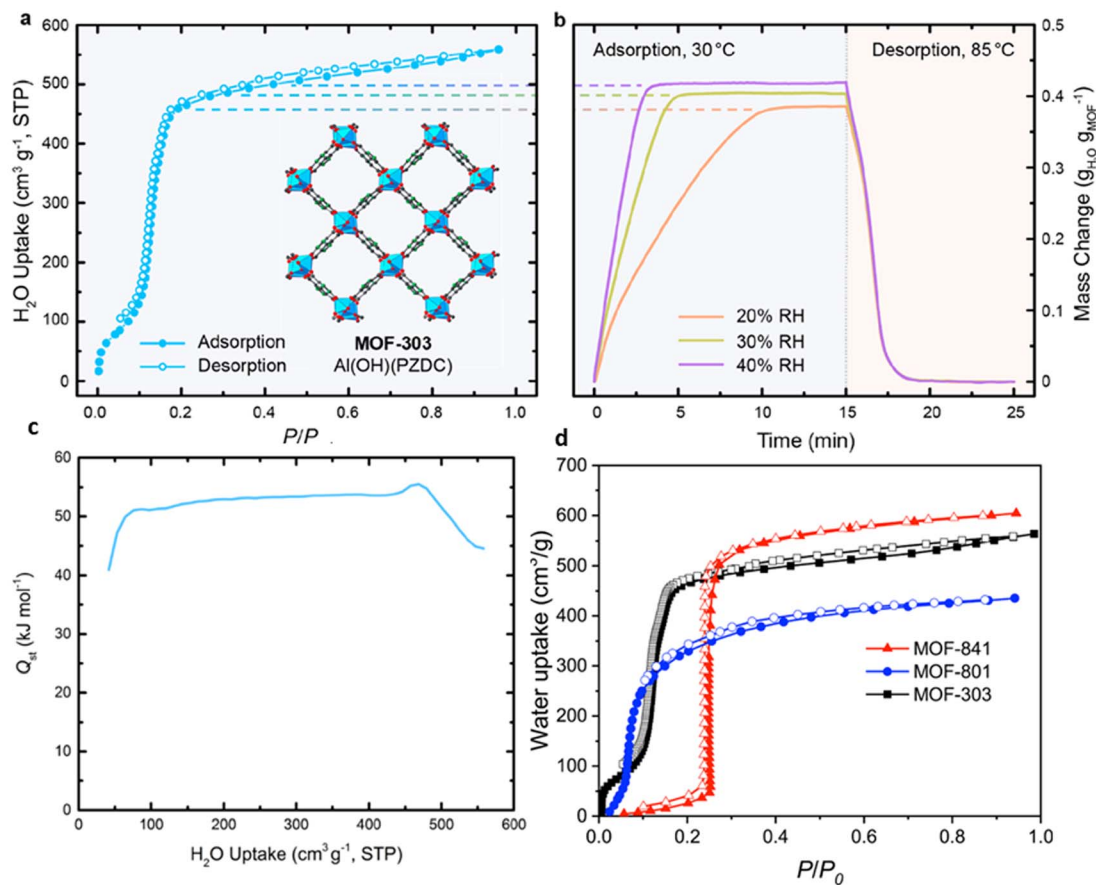 a
H₂O Uptake (cm³ g⁻¹, STP)
600
500
400
300
200
100
0
Adsorption
Desorption
MOF-303
Al(OH)(PZDC)
0.0 0.2 0.4 0.6 0.8 1.0
P/P
b
Adsorption, 30 °C
Desorption, 85 °C
20% RH
30% RH
40% RH
0.5
0.4
0.3
0.2
0.1
0
Mass Change (g_H₂O g_MOF⁻¹)
0 5 10 15 20 25
Time (min)
c
Qst (kJ mol⁻¹)
60
50
40
30
20
10
0
0 100 200 300 400 500 600
H₂O Uptake (cm³ g⁻¹, STP)
d
Water uptake (cm³/g)
700
600
500
400
300
200
100
0
MOF-841
MOF-801
MOF-303
0.0 0.2 0.4 0.6 0.8 1.0
P/P₀